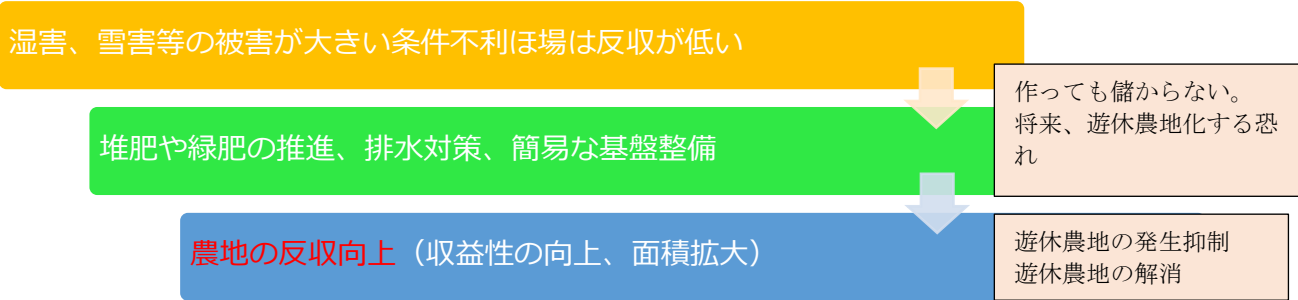 湿害、雪害等の被害が大きい条件不利ほ場は反収が低い
作っても儲からない。
将来、遊休農地化する恐
れ
堆肥や緑肥の推進、排水対策、簡易な基盤整備
農地の反収向上（収益性の向上、面積拡大）
遊休農地の発生抑制
遊休農地の解消